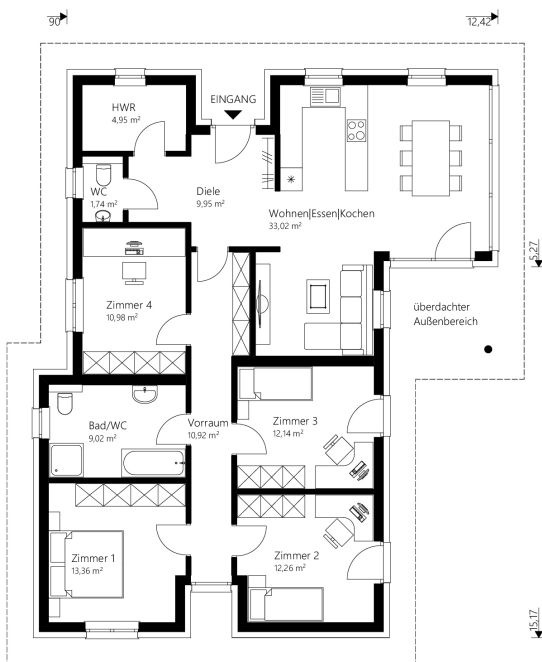 90
12,42
HWR
4,95 m²
EINGANG
WC
1,74 m²
Diele
9,95 m²
Wohnen|Essen|Kochen
33,02 m²
5,27
Zimmer 4
10,98 m²
überdachter
Außenbereich
Bad/WC
9,02 m²
Vorraum
10,92 m²
Zimmer 3
12,14 m²
Zimmer 1
13,36 m²
Zimmer 2
12,26 m²
15,17